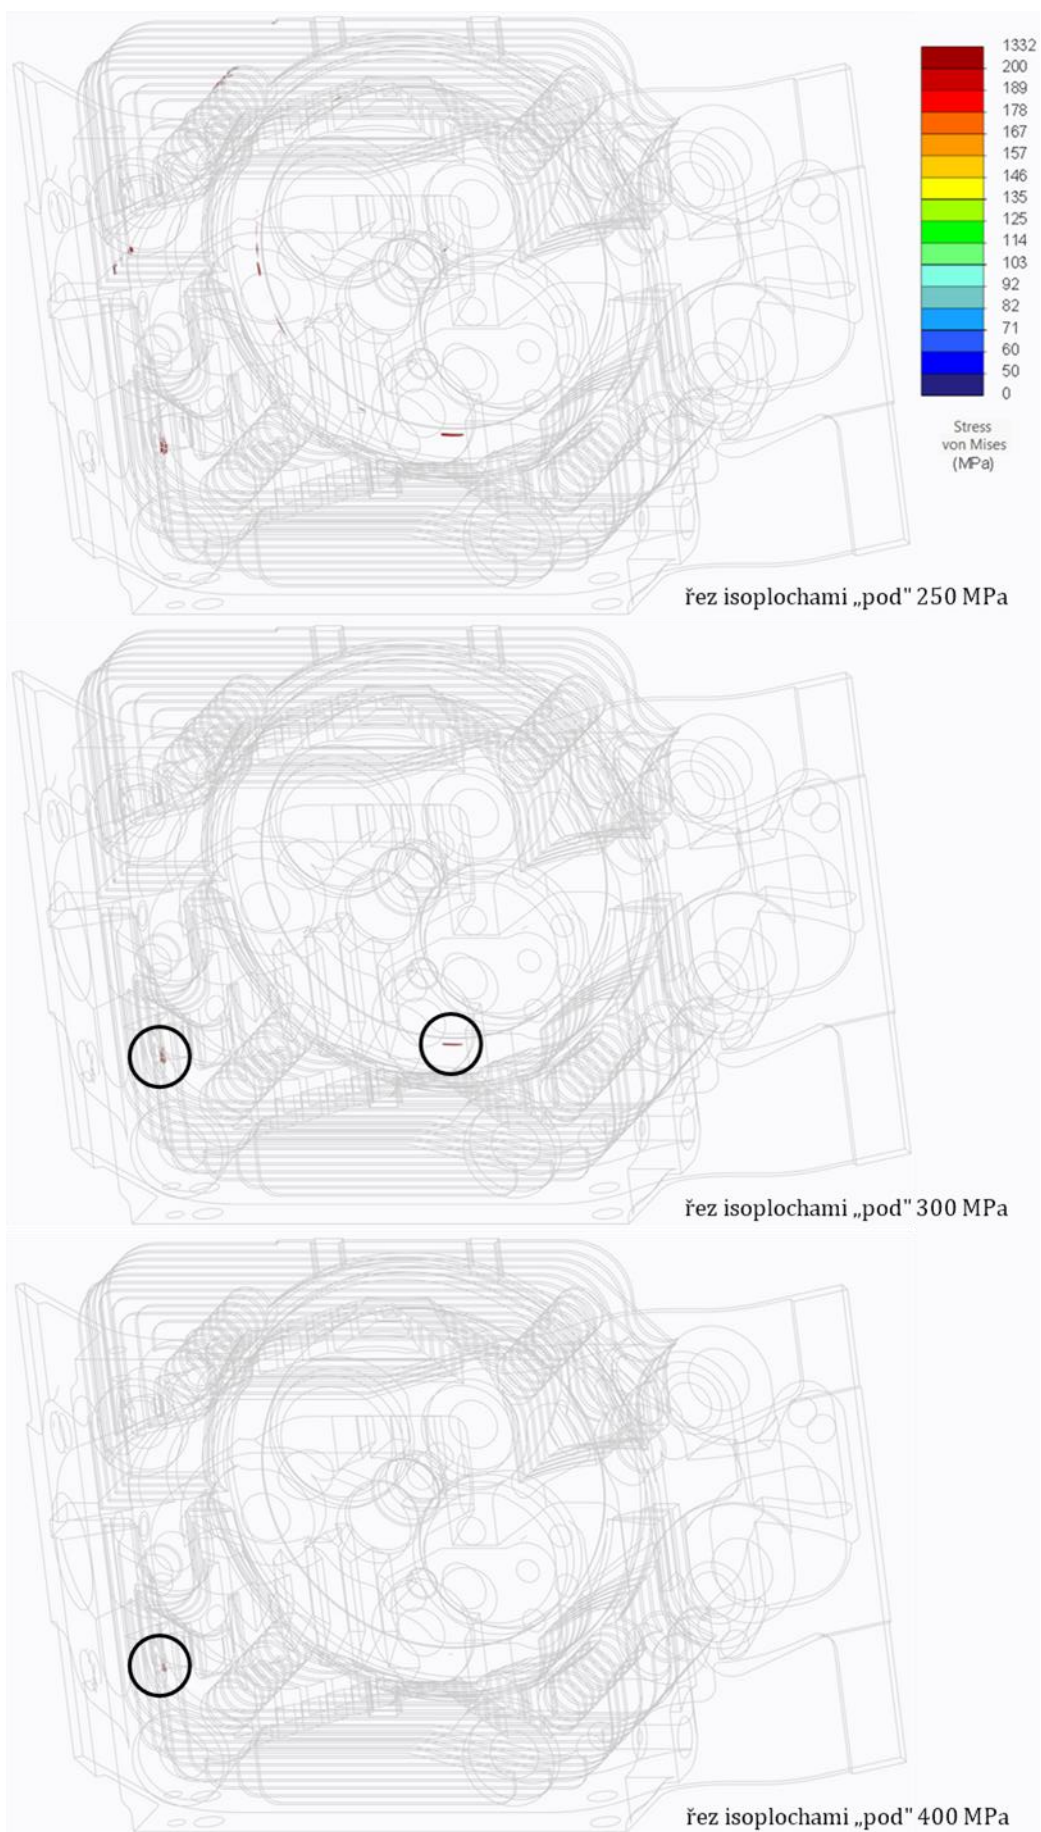 1332
200
189
178
167
157
146
135
125
114
103
92
82
71
60
50
0
Stress
von Mises
(MPa)
řez isoplochami „pod" 250 MPa
řez isoplochami „pod" 300 MPa
řez isoplochami „pod" 400 MPa